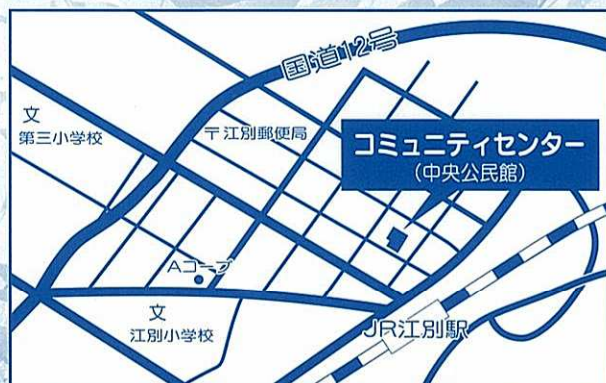 国道12号
文
第三小学校
〒江別郵便局
コミュニティセンター
(中央公民館)
Aコープ
文
江別小学校
JR江別駅